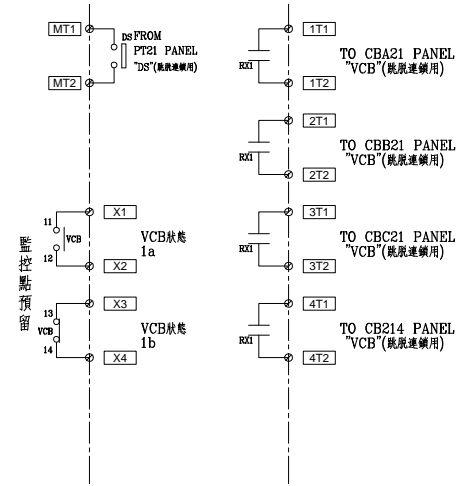 MT1
DS FROM
PT21 PANEL
"DS"(跳脫連鎖用)
MT2
11
VCB
12
X1
VCB狀態
1a
X2
監控點預留
13
VCB
14
X3
VCB狀態
1b
X4
1T1
RX1
TO CBA21 PANEL
"VCB"(跳脫連鎖用)
1T2
2T1
RX1
TO CBB21 PANEL
"VCB"(跳脫連鎖用)
2T2
3T1
RX1
TO CBC21 PANEL
"VCB"(跳脫連鎖用)
3T2
4T1
RX1
TO CB214 PANEL
"VCB"(跳脫連鎖用)
4T2